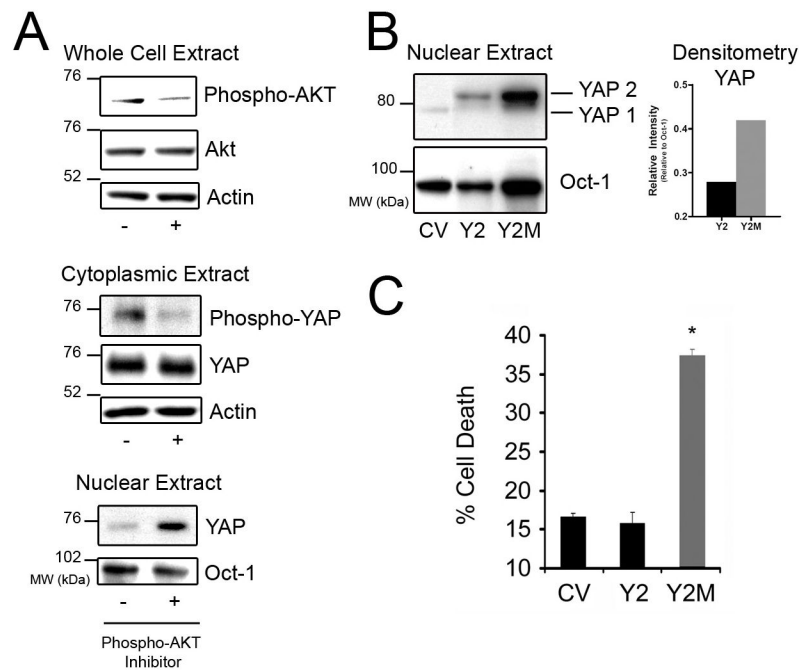 A
Whole Cell Extract
76
Phospho-AKT
76
Akt
52
Actin
- +
Cytoplasmic Extract
76
Phospho-YAP
76
YAP
52
Actin
- +
Nuclear Extract
76
YAP
102
MW (kDa)
Oct-1
- +
Phospho-AKT
Inhibitor
B
Nuclear Extract
80
YAP 2
YAP 1
100
MW (kDa)
Oct-1
CV Y2 Y2M
Densitometry
YAP
Relative Intensity
(Relative to Oct-1)
0.5
0.4
0.3
0.2
Y2 Y2M
C
% Cell Death
40
35
30
25
20
15
10
*
CV Y2 Y2M